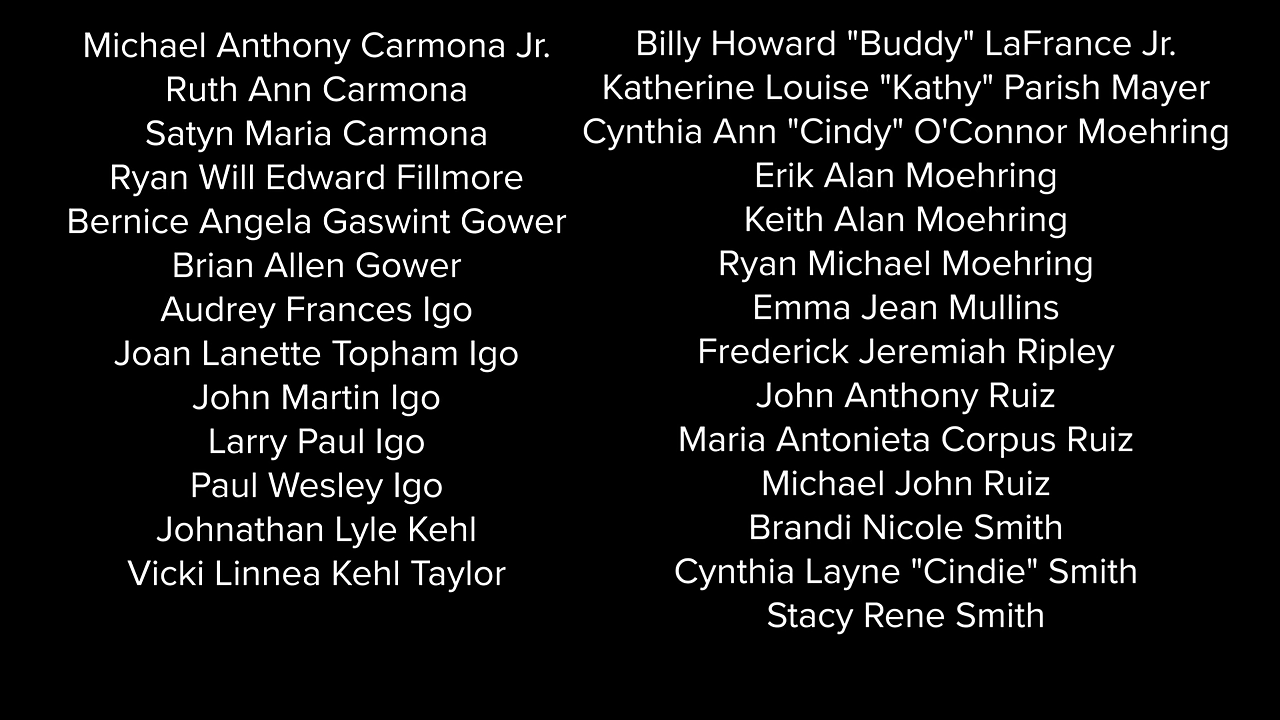 Michael Anthony Carmona Jr.
Ruth Ann Carmona
Satyn Maria Carmona
Ryan Will Edward Fillmore
Bernice Angela Gaswint Gower
Brian Allen Gower
Audrey Frances Igo
Joan Lanette Topham Igo
John Martin Igo
Larry Paul Igo
Paul Wesley Igo
Johnathan Lyle Kehl
Vicki Linnea Kehl Taylor
Billy Howard "Buddy" LaFrance Jr.
Katherine Louise "Kathy" Parish Mayer
Cynthia Ann "Cindy" O'Connor Moehring
Erik Alan Moehring
Keith Alan Moehring
Ryan Michael Moehring
Emma Jean Mullins
Frederick Jeremiah Ripley
John Anthony Ruiz
Maria Antonieta Corpus Ruiz
Michael John Ruiz
Brandi Nicole Smith
Cynthia Layne "Cindie" Smith
Stacy Rene Smith